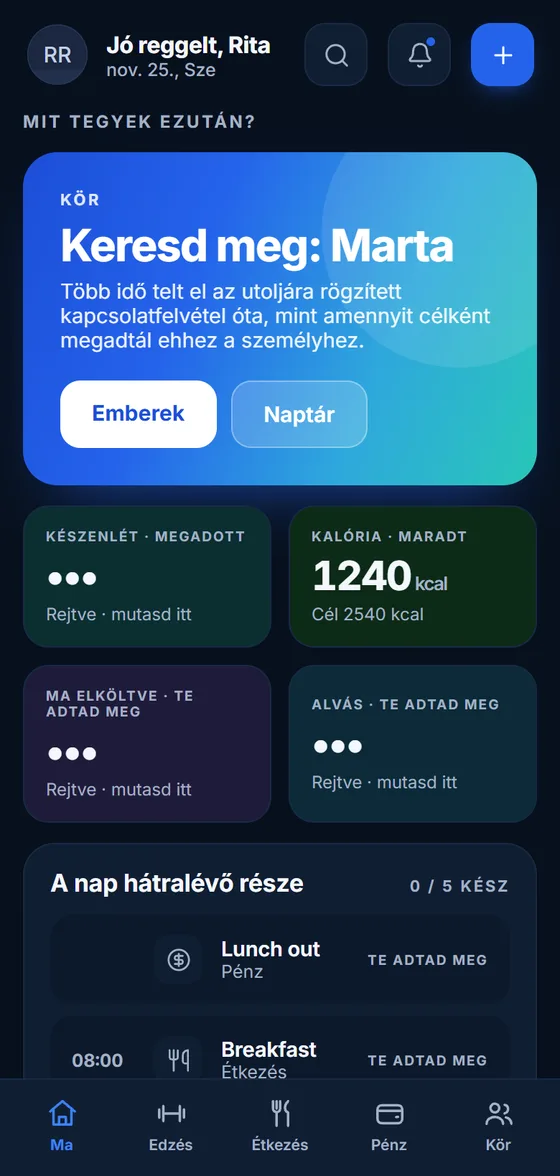 RR
Jó reggelt, Rita
nov. 25., Sze
MIT TEGYEK EZUTÁN?
KÖR
Keresd meg: Marta
Több idő telt el az utoljára rögzített
kapcsolatfelvétel óta, mint amennyit célként
megadtál ehhez a személyhez.
Emberek
Naptár
KÉSZENLÉT · MEGADOTT
●●●
Rejtve · mutasd itt
KALÓRIA · MARADT
1240 kcal
Cél 2540 kcal
MA ELKÖLTVE · TE
ADTAD MEG
●●●
Rejtve · mutasd itt
ALVÁS · TE ADTAD MEG
●●●
Rejtve · mutasd itt
A nap hátralévő része
0 / 5 KÉSZ
Lunch out
Pénz
TE ADTAD MEG
08:00
Breakfast
Étkezés
TE ADTAD MEG
Ma
Edzés
Étkezés
Pénz
Kör